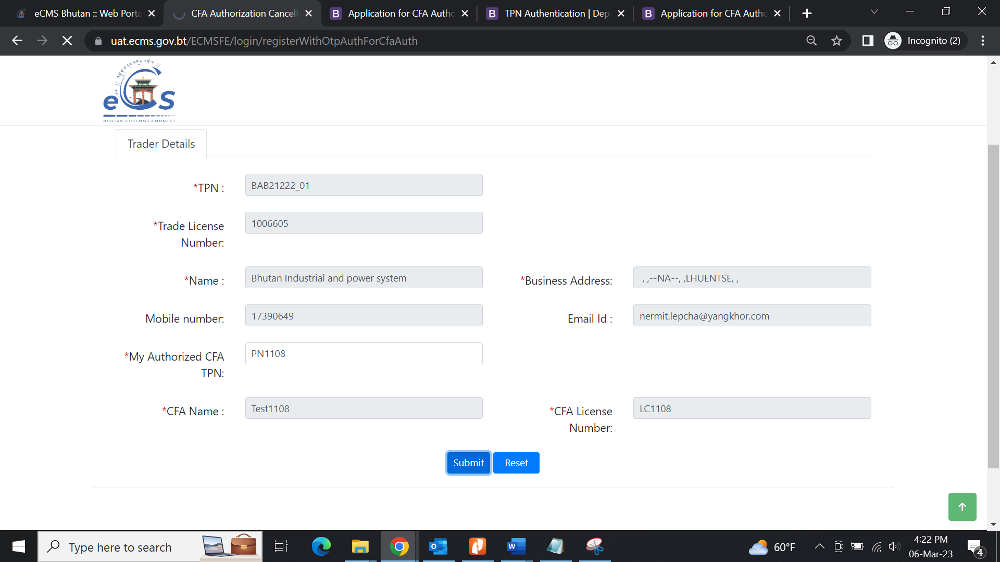 eCMS Bhutan :: Web Porta
CFA Authorization Cancell
Application for CFA Autho
TPN Authentication | Dep
Application for CFA Autho
uat.ecms.gov.bt/ECMSFE/login/registerWithOtpAuthForCfaAuth
Incognito (2)
eCS
BHUTAN CUSTOMS CONNECT
Trader Details
*TPN :
BAB21222_01
*Trade License Number:
1006605
*Name :
Bhutan Industrial and power system
*Business Address:
, ,--NA--, ,LHUENTSE, ,
Mobile number:
17390649
Email Id :
nermit.lepcha@yangkhor.com
*My Authorized CFA TPN:
PN1108
*CFA Name :
Test1108
*CFA License Number:
LC1108
Submit
Reset
Type here to search
60°F
4:22 PM
06-Mar-23
4